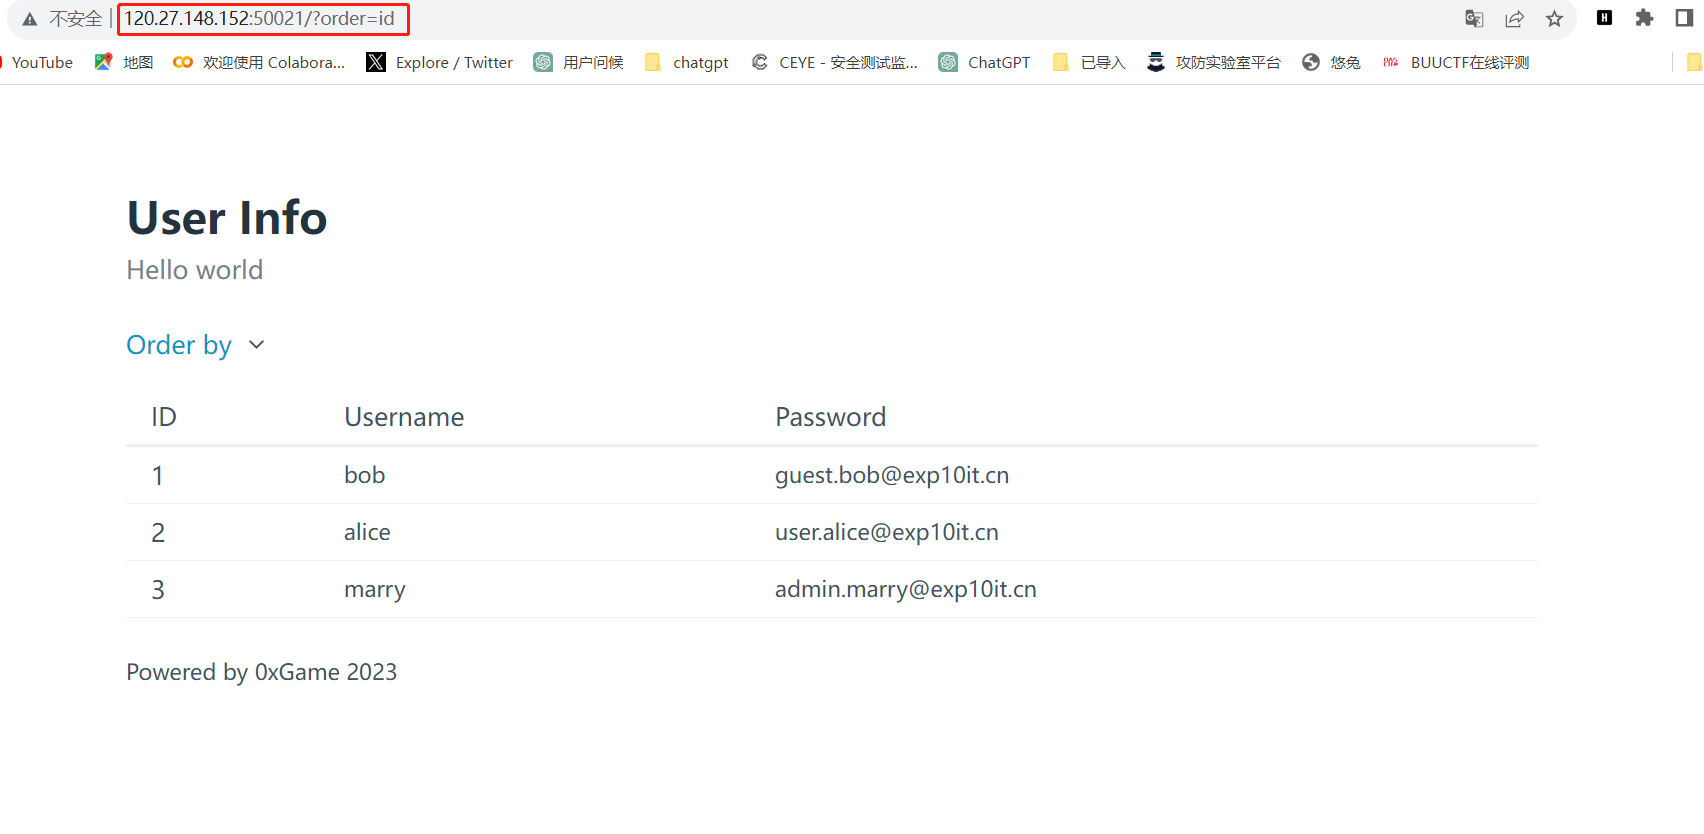 不安全 120.27.148.152:50021/?order=id
YouTube 地图 欢迎使用 Colabora... Explore / Twitter 用户问候 chatgpt CEYE - 安全测试监... ChatGPT 已导入 攻防实验室平台 悠兔 BUUCTF在线评测
User Info
Hello world
Order by
ID Username Password
1 bob guest.bob@exp10it.cn
2 alice user.alice@exp10it.cn
3 marry admin.marry@exp10it.cn
Powered by 0xGame 2023